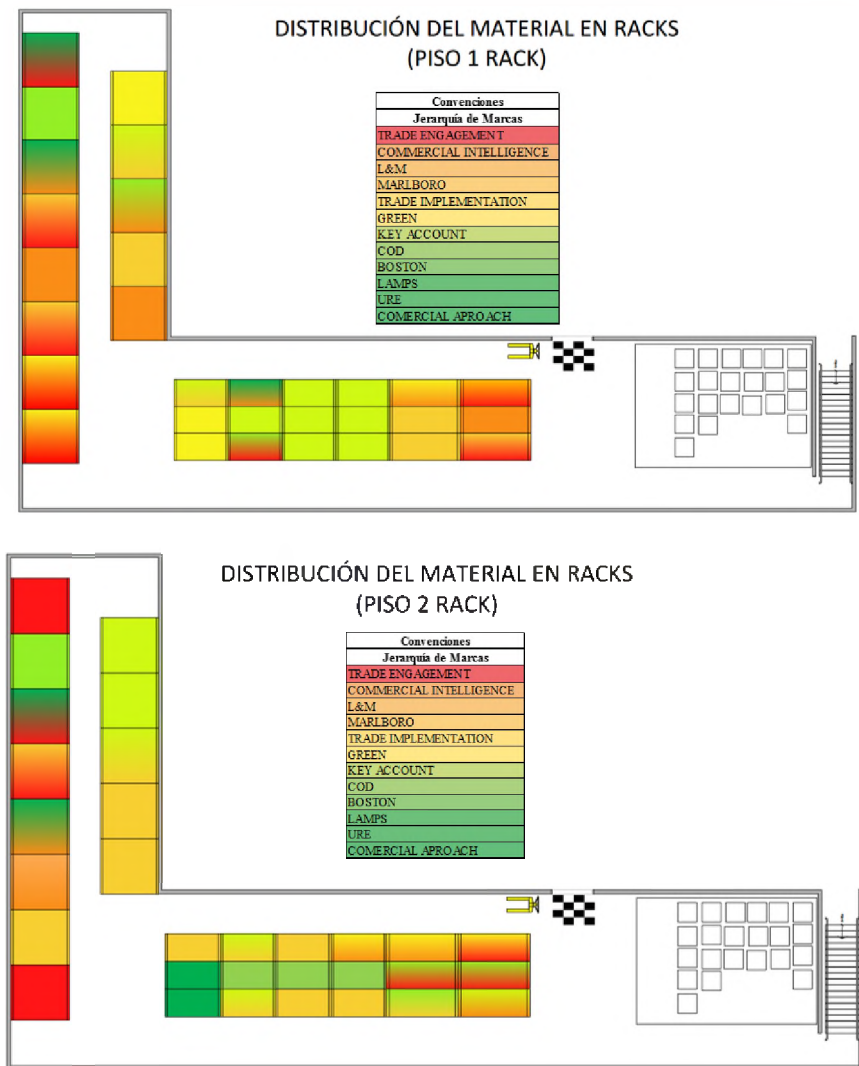 DISTRIBUCIÓN DEL MATERIAL EN RACKS
(PISO 1 RACK)
Convenciones
Jerarquía de Marcas
TRADE ENGAGEMENT
COMMERCIAL INTELLIGENCE
L&M
MARLBORO
TRADE IMPLEMENTATION
GREEN
KEY ACCOUNT
COD
BOSTON
LAMPS
URE
COMERCIAL APROACH
DISTRIBUCIÓN DEL MATERIAL EN RACKS
(PISO 2 RACK)
Convenciones
Jerarquía de Marcas
TRADE ENGAGEMENT
COMMERCIAL INTELLIGENCE
L&M
MARLBORO
TRADE IMPLEMENTATION
GREEN
KEY ACCOUNT
COD
BOSTON
LAMPS
URE
COMERCIAL APROACH